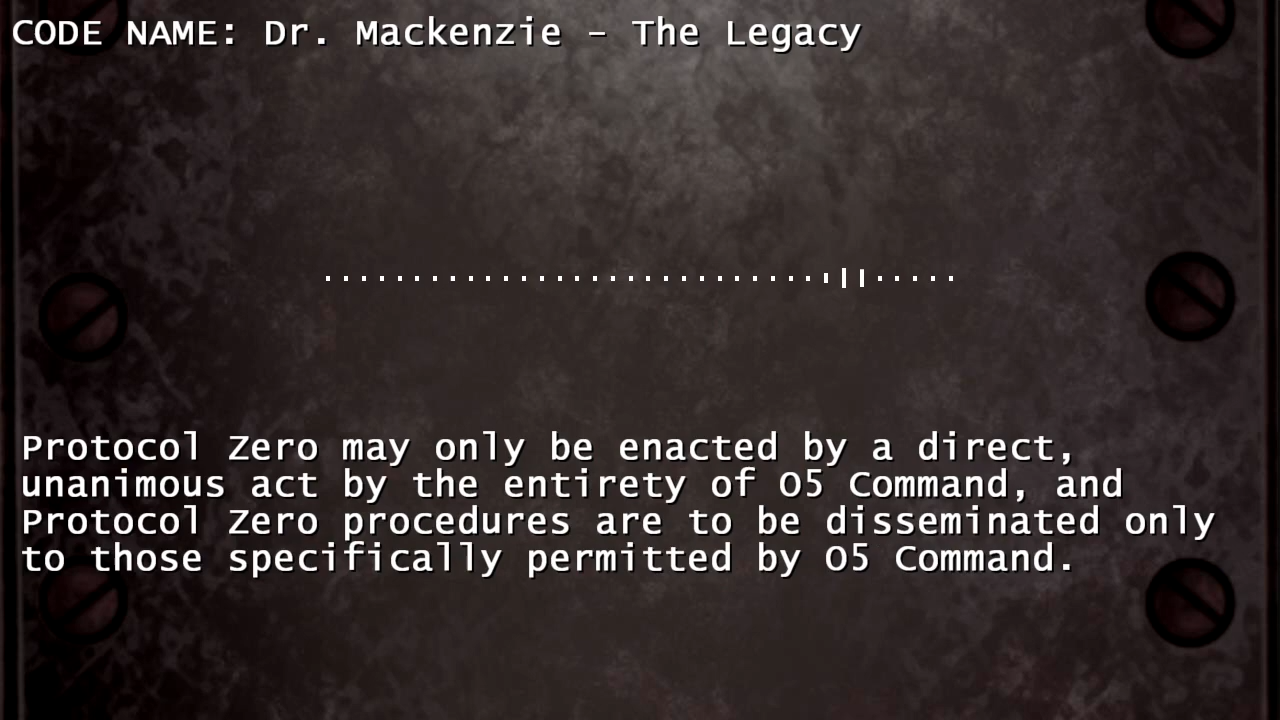 CODE NAME: Dr. Mackenzie - The Legacy
Protocol Zero may only be enacted by a direct,
unanimous act by the entirety of O5 Command, and
Protocol Zero procedures are to be disseminated only
to those specifically permitted by O5 Command.